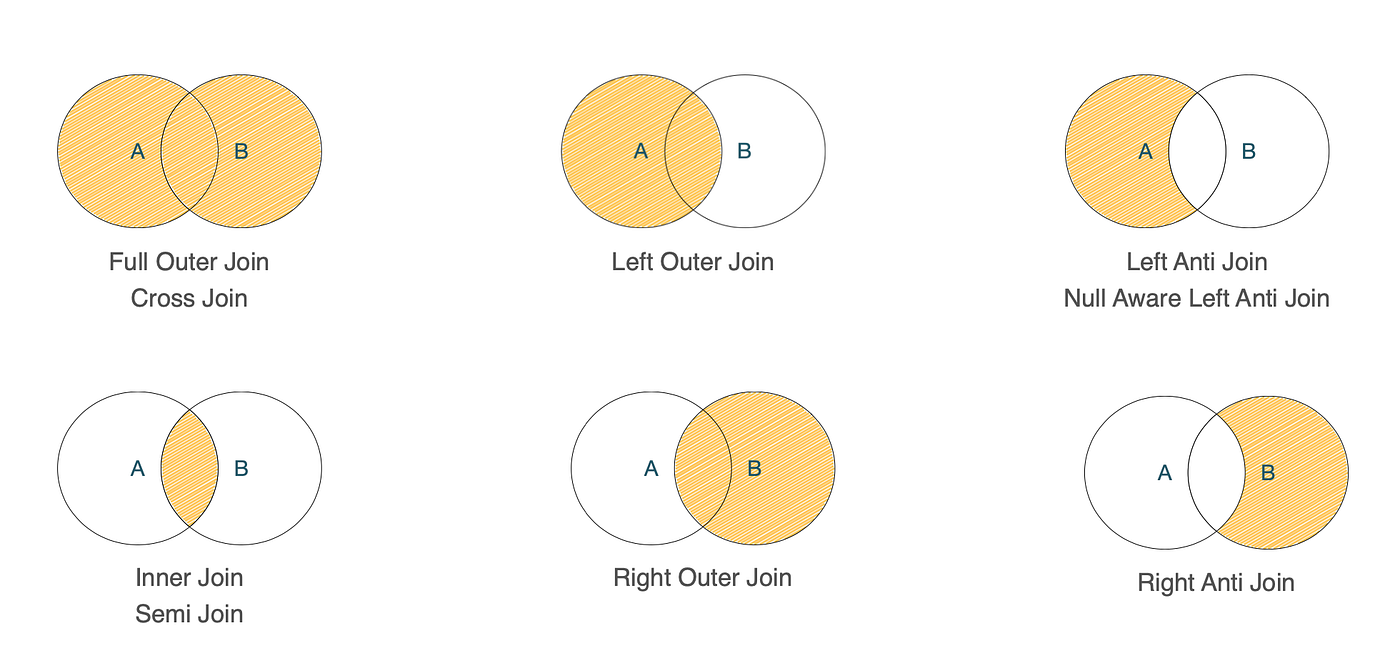 A B
Full Outer Join
Cross Join
A B
Left Outer Join
A B
Left Anti Join
Null Aware Left Anti Join
A B
Inner Join
Semi Join
A B
Right Outer Join
A B
Right Anti Join